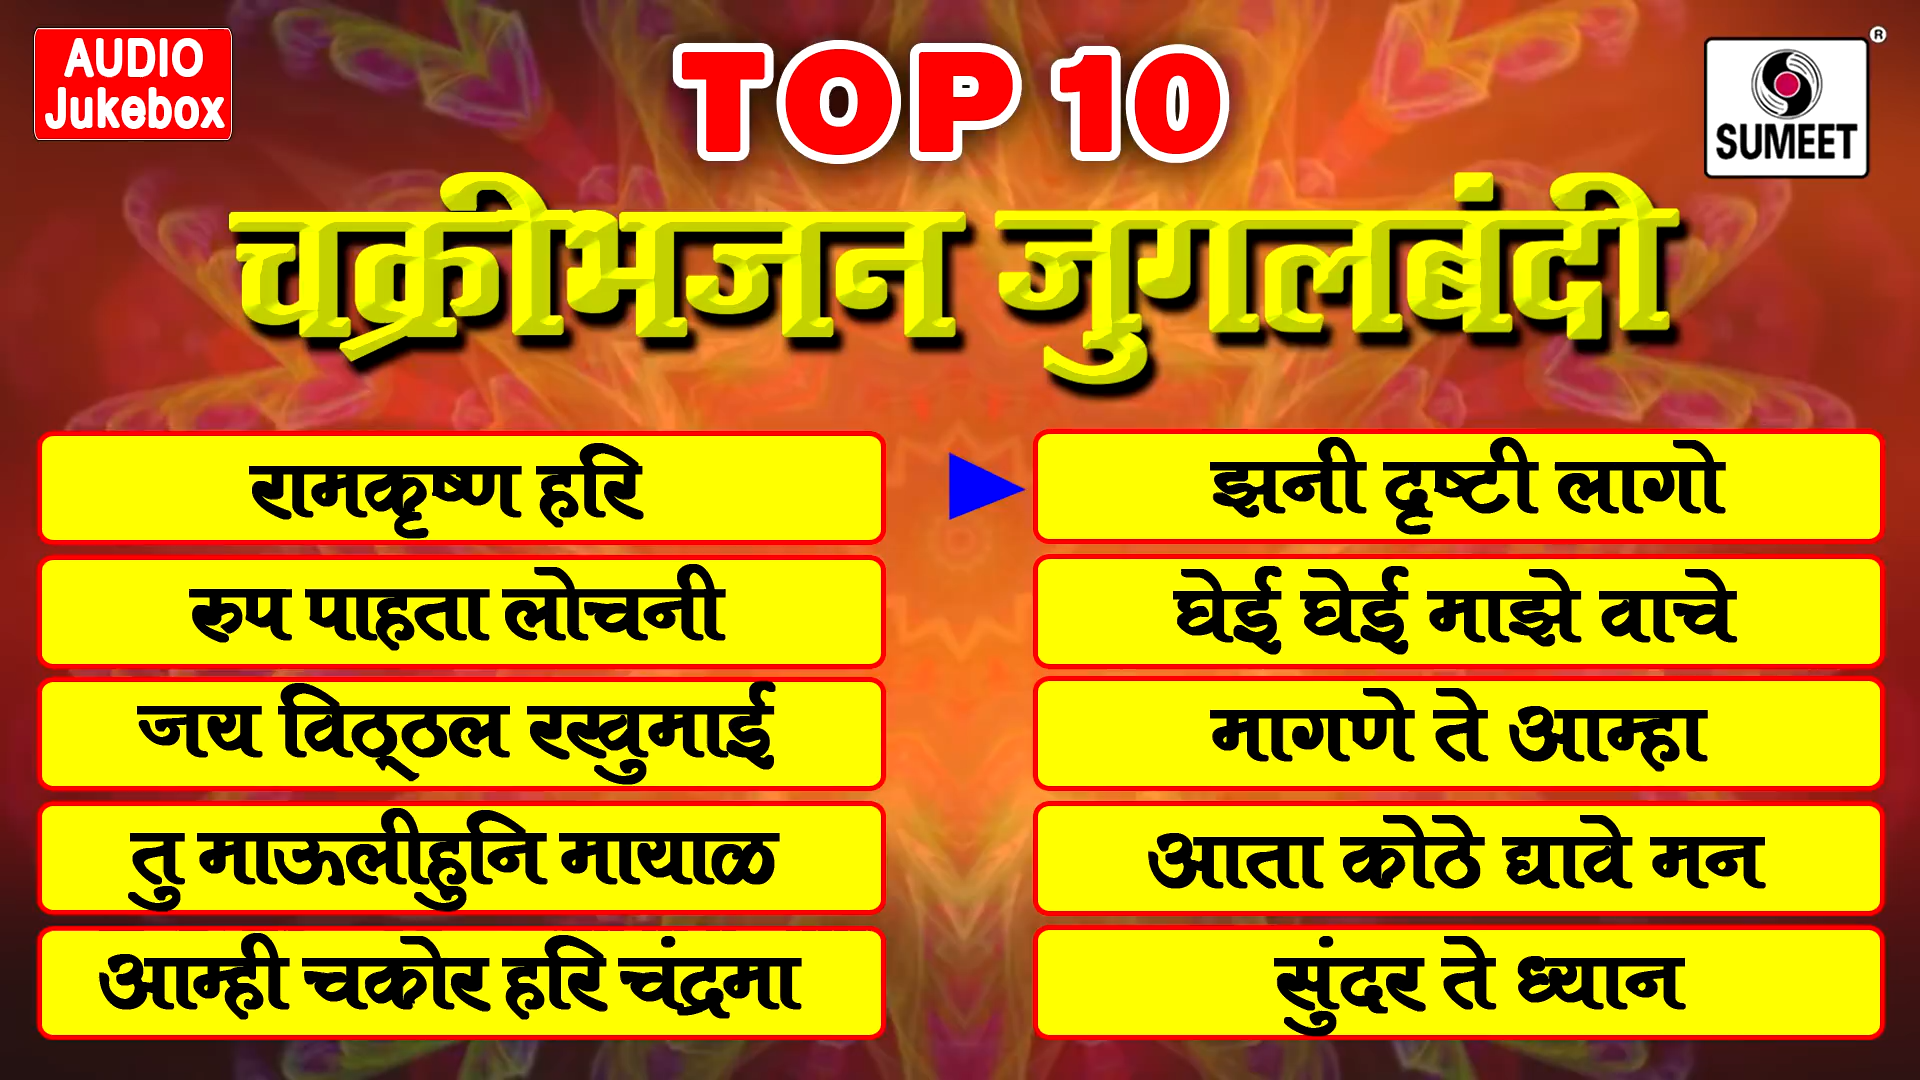 AUDIO
Jukebox
TOP 10
®
SUMEET
चक्रीभजन जुगलबंदी
रामकृष्ण हरि
रुप पाहता लोचनी
जय विठ्ठल रखुमाई
तु माऊलीहुनि मायाळ
आम्ही चकोर हरि चंद्रमा
झनी दृष्टी लागो
घेई घेई माझे वाचे
मागणे ते आम्हा
आता कोठे द्यावे मन
सुंदर ते ध्यान